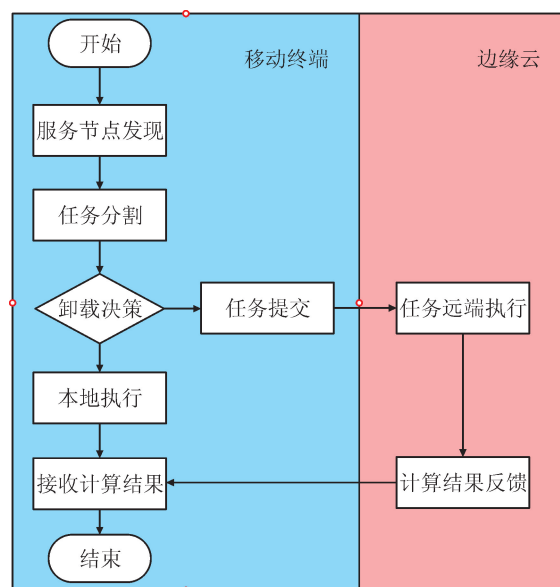 开始
移动终端
边缘云
服务节点发现
任务分割
卸载决策
任务提交
任务远端执行
本地执行
接收计算结果
计算结果反馈
结束